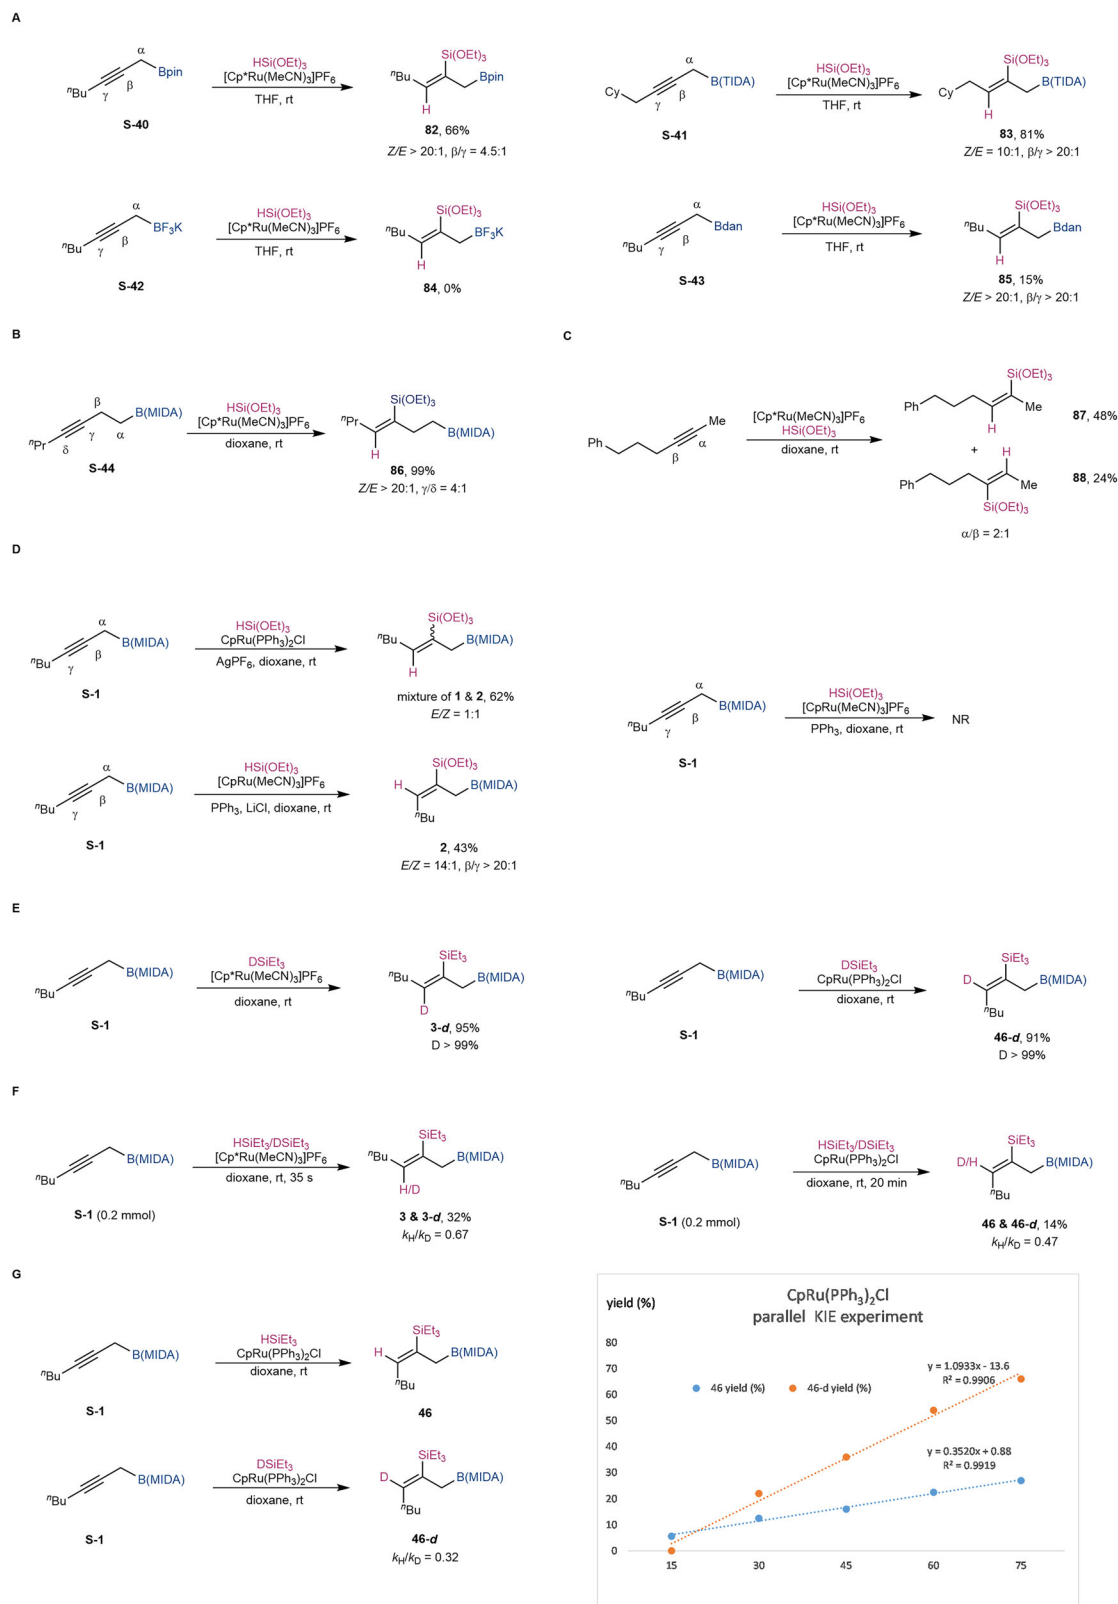 A
α
Bpin
β
γ
ⁿBu
S-40
HSi(OEt)₃
[Cp*Ru(MeCN)₃]PF₆
THF, rt
Si(OEt)₃
ⁿBu
Bpin
H
82, 66%
Z/E > 20:1, β/γ = 4.5:1
α
B(TIDA)
Cy
γ
β
S-41
HSi(OEt)₃
[Cp*Ru(MeCN)₃]PF₆
THF, rt
Si(OEt)₃
Cy
B(TIDA)
H
83, 81%
Z/E = 10:1, β/γ > 20:1
α
BF₃K
β
ⁿBu
γ
S-42
HSi(OEt)₃
[Cp*Ru(MeCN)₃]PF₆
THF, rt
Si(OEt)₃
ⁿBu
BF₃K
H
84, 0%
α
Bdan
β
ⁿBu
γ
S-43
HSi(OEt)₃
[Cp*Ru(MeCN)₃]PF₆
THF, rt
Si(OEt)₃
ⁿBu
Bdan
H
85, 15%
Z/E > 20:1, β/γ > 20:1
B
β
B(MIDA)
γ
α
ⁿPr
δ
S-44
HSi(OEt)₃
[Cp*Ru(MeCN)₃]PF₆
dioxane, rt
Si(OEt)₃
ⁿPr
B(MIDA)
H
86, 99%
Z/E > 20:1, γ/δ = 4:1
C
Me
Ph
α
β
[Cp*Ru(MeCN)₃]PF₆
HSi(OEt)₃
dioxane, rt
Si(OEt)₃
Ph
Me
H
87, 48%
+
H
Ph
Me
Si(OEt)₃
88, 24%
α/β = 2:1
D
α
B(MIDA)
β
ⁿBu
γ
S-1
HSi(OEt)₃
CpRu(PPh₃)₂Cl
AgPF₆, dioxane, rt
Si(OEt)₃
ⁿBu
B(MIDA)
H
mixture of 1 & 2, 62%
E/Z = 1:1
α
B(MIDA)
β
ⁿBu
γ
S-1
HSi(OEt)₃
[CpRu(MeCN)₃]PF₆
PPh₃, dioxane, rt
NR
α
B(MIDA)
β
ⁿBu
γ
S-1
HSi(OEt)₃
[CpRu(MeCN)₃]PF₆
PPh₃, LiCl, dioxane, rt
Si(OEt)₃
H
B(MIDA)
ⁿBu
2, 43%
E/Z = 14:1, β/γ > 20:1
E
B(MIDA)
ⁿBu
S-1
DSiEt₃
[Cp*Ru(MeCN)₃]PF₆
dioxane, rt
SiEt₃
ⁿBu
B(MIDA)
D
3-d, 95%
D > 99%
B(MIDA)
ⁿBu
S-1
DSiEt₃
CpRu(PPh₃)₂Cl
dioxane, rt
SiEt₃
D
B(MIDA)
ⁿBu
46-d, 91%
D > 99%
F
B(MIDA)
ⁿBu
S-1 (0.2 mmol)
HSiEt₃/DSiEt₃
[Cp*Ru(MeCN)₃]PF₆
dioxane, rt, 35 s
SiEt₃
ⁿBu
B(MIDA)
H/D
3 & 3-d, 32%
kH/kD = 0.67
B(MIDA)
ⁿBu
S-1 (0.2 mmol)
HSiEt₃/DSiEt₃
CpRu(PPh₃)₂Cl
dioxane, rt, 20 min
SiEt₃
D/H
B(MIDA)
ⁿBu
46 & 46-d, 14%
kH/kD = 0.47
G
B(MIDA)
ⁿBu
S-1
HSiEt₃
CpRu(PPh₃)₂Cl
dioxane, rt
SiEt₃
H
B(MIDA)
ⁿBu
46
B(MIDA)
ⁿBu
S-1
DSiEt₃
CpRu(PPh₃)₂Cl
dioxane, rt
SiEt₃
D
B(MIDA)
ⁿBu
46-d
kH/kD = 0.32
yield (%)
CpRu(PPh₃)₂Cl
parallel KIE experiment
80
70
60
50
40
30
20
10
0
46 yield (%)
46-d yield (%)
y = 1.0933x - 13.6
R² = 0.9906
y = 0.3520x + 0.88
R² = 0.9919
15
30
45
60
75